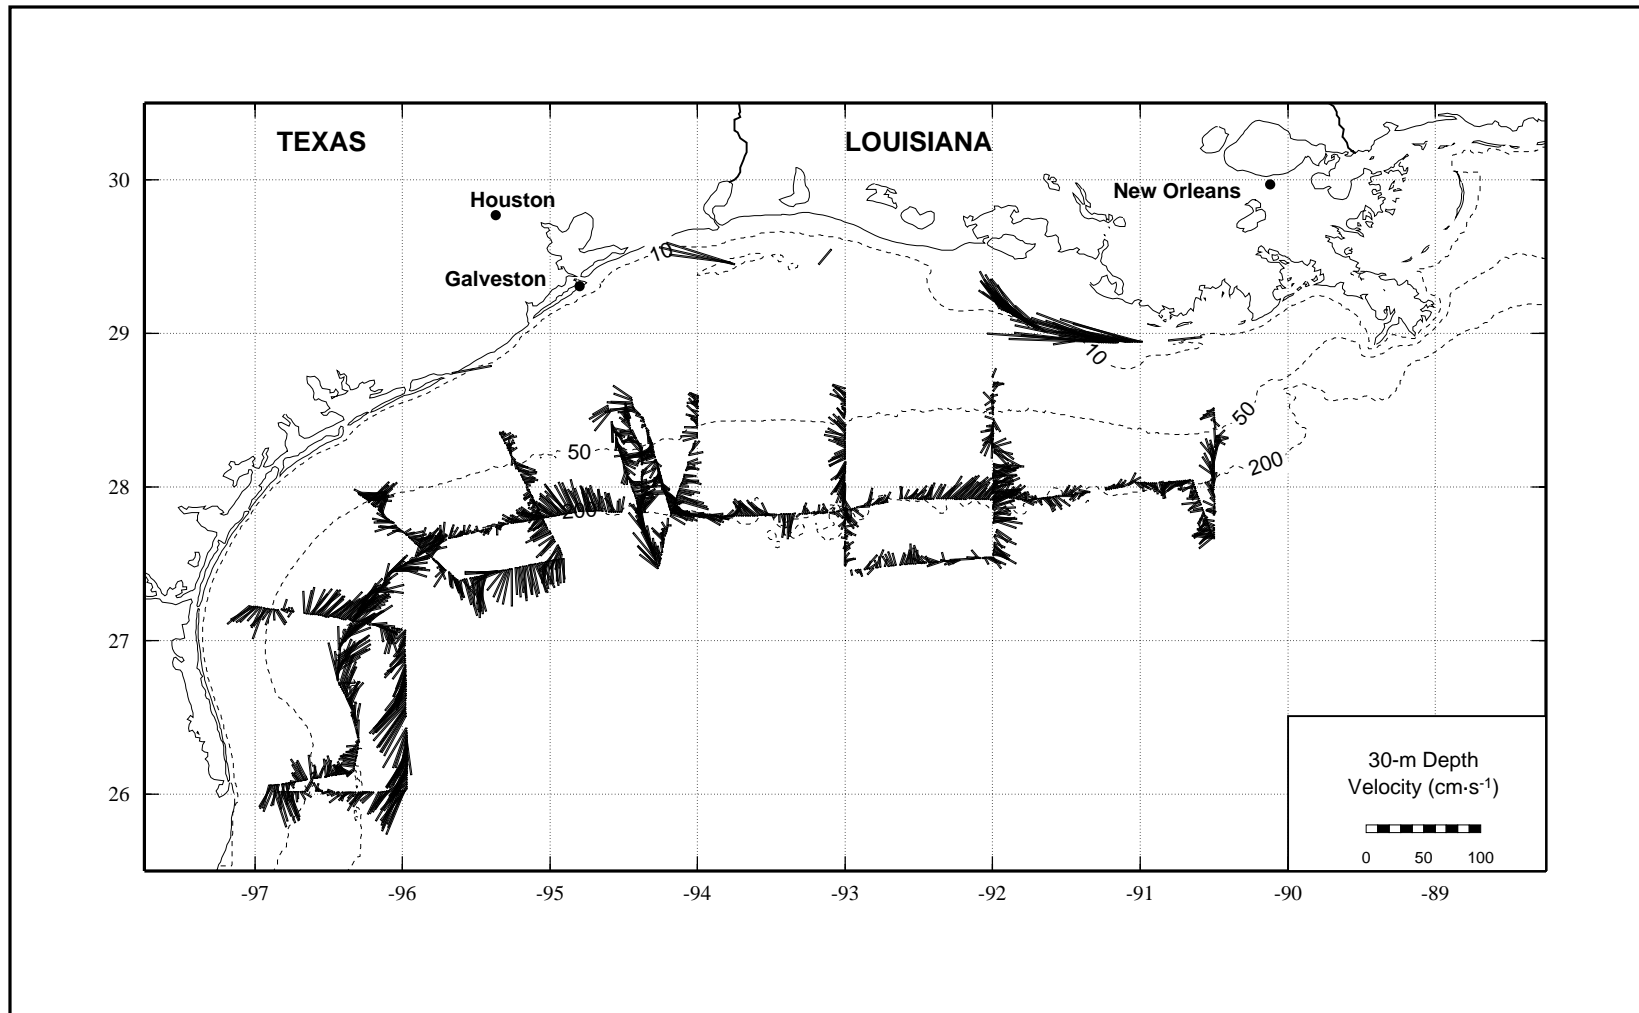 TEXAS
LOUISIANA
30
Houston
New Orleans
10
Galveston
29
10
50
50
200
28
200
27
26
30-m Depth
Velocity (cm·s-1)
0 50 100
-97 -96 -95 -94 -93 -92 -91 -90 -89